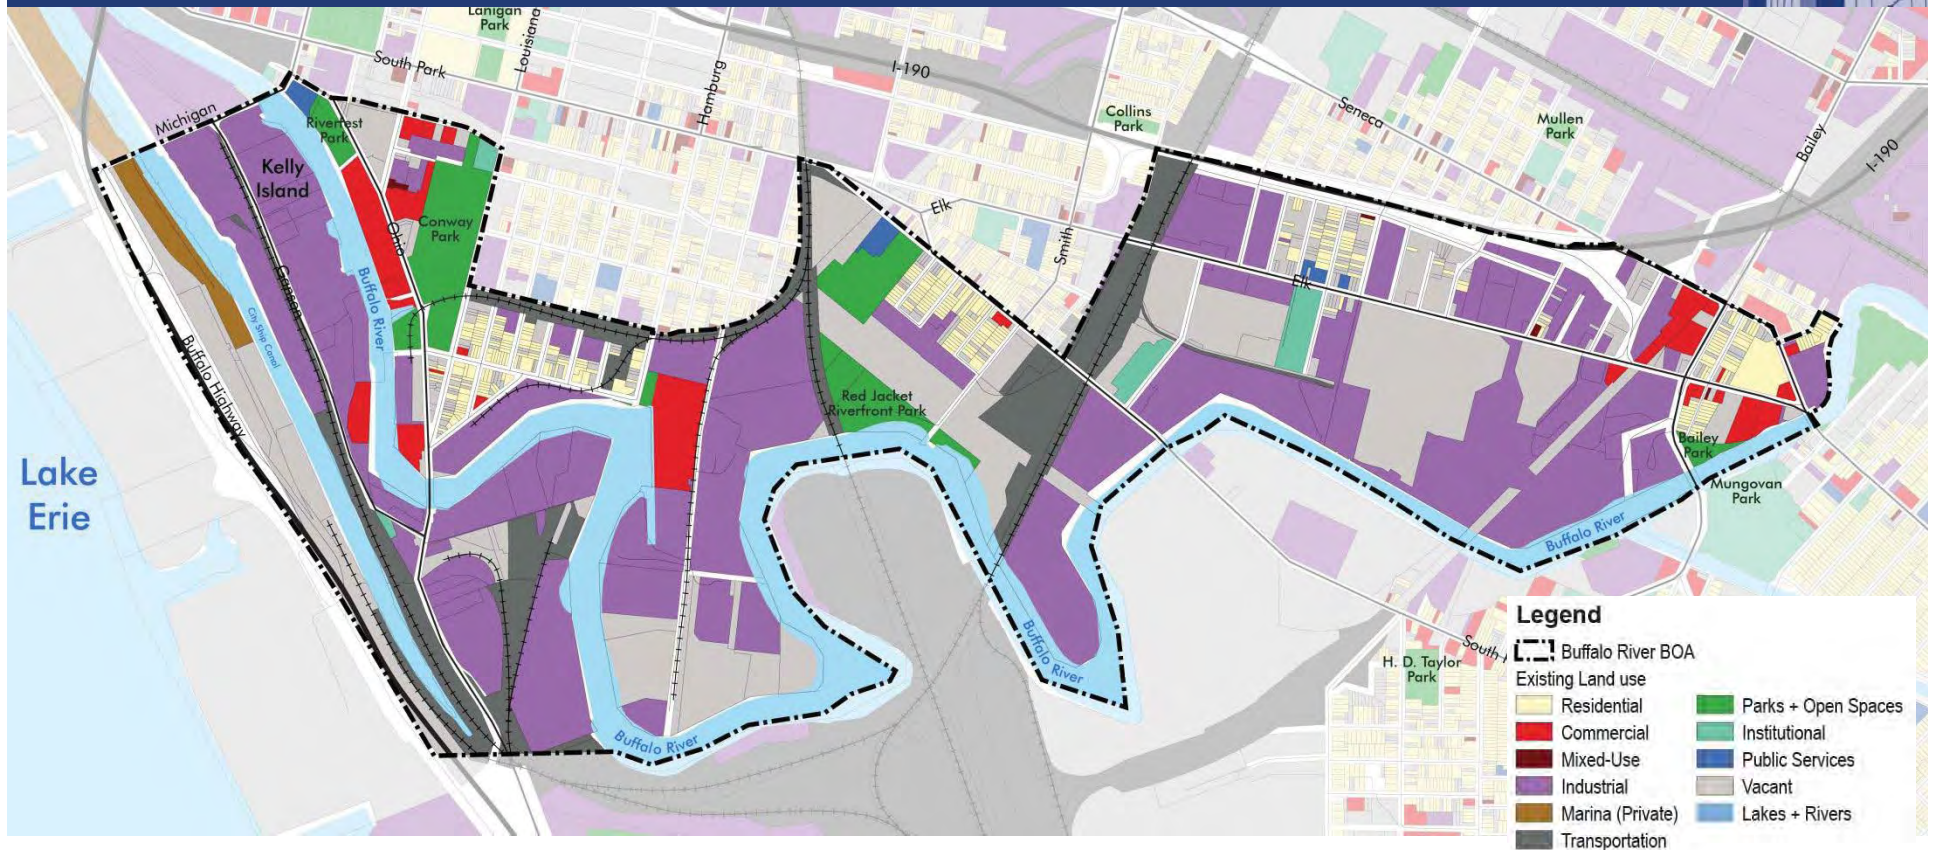 Lanigan
Park
Louisiana
South Park
Hamburg
I-190
Collins
Park
Seneca
Mullen
Park
Bailey
I-190
Michigan
Riverfest
Park
Kelly
Island
Conway
Park
Ohio
Elk
Smith
Elk
Ganson
Buffalo River
City Ship Canal
Buffalo Highway
Red Jacket
Riverfront Park
Bailey
Park
Mungovan
Park
Lake
Erie
Buffalo River
Buffalo River
Buffalo River
H. D. Taylor
Park
South
Legend
Buffalo River BOA
Existing Land use
Residential
Commercial
Mixed-Use
Industrial
Marina (Private)
Transportation
Parks + Open Spaces
Institutional
Public Services
Vacant
Lakes + Rivers